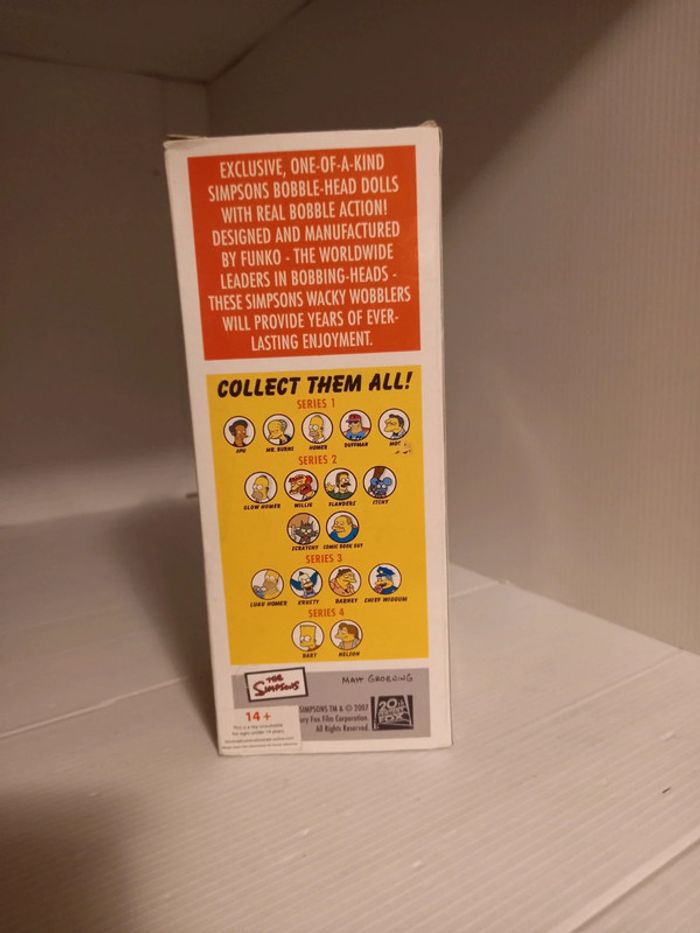 EXCLUSIVE, ONE-OF-A-KIND
SIMPSONS BOBBLE-HEAD DOLLS
WITH REAL BOBBLE ACTION!
DESIGNED AND MANUFACTURED
BY FUNKO - THE WORLDWIDE
LEADERS IN BOBBING-HEADS -
THESE SIMPSONS WACKY WOBBLERS
WILL PROVIDE YEARS OF EVER-
LASTING ENJOYMENT.
COLLECT THEM ALL!
SERIES 1
APU MR. BURNS HOMER DUFFMAN MOE
SERIES 2
GLOW HOMER WILLIE FLANDERS ITCHY
SCRATCHY COMIC BOOK GUY
SERIES 3
LUAU HOMER KRUSTY BARNEY CHIEF WIGGUM
SERIES 4
BART NELSON
THE
SIMPSONS
MATT GROENING
14 +
SIMPSONS TM & © 2007
ury Fox Film Corporation.
All Rights Reserved.
20
FOX